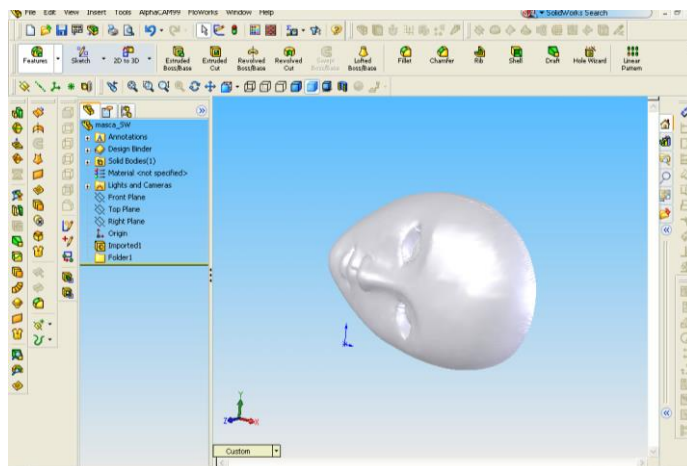 File Edit View Insert Tools AlphaCAM99 FloWorks Window Help
SolidWorks Search
Features
Sketch
2D to 3D
Extruded Boss/Base
Extruded Cut
Revolved Boss/Base
Revolved Cut
Swept Boss/Base
Lofted Boss/Base
Fillet
Chamfer
Rib
Shell
Draft
Hole Wizard
Linear Pattern
masca_SW
Annotations
Design Binder
Solid Bodies(1)
Material <not specified>
Lights and Cameras
Front Plane
Top Plane
Right Plane
Origin
Imported1
Folder1
Y
Z
X
Custom